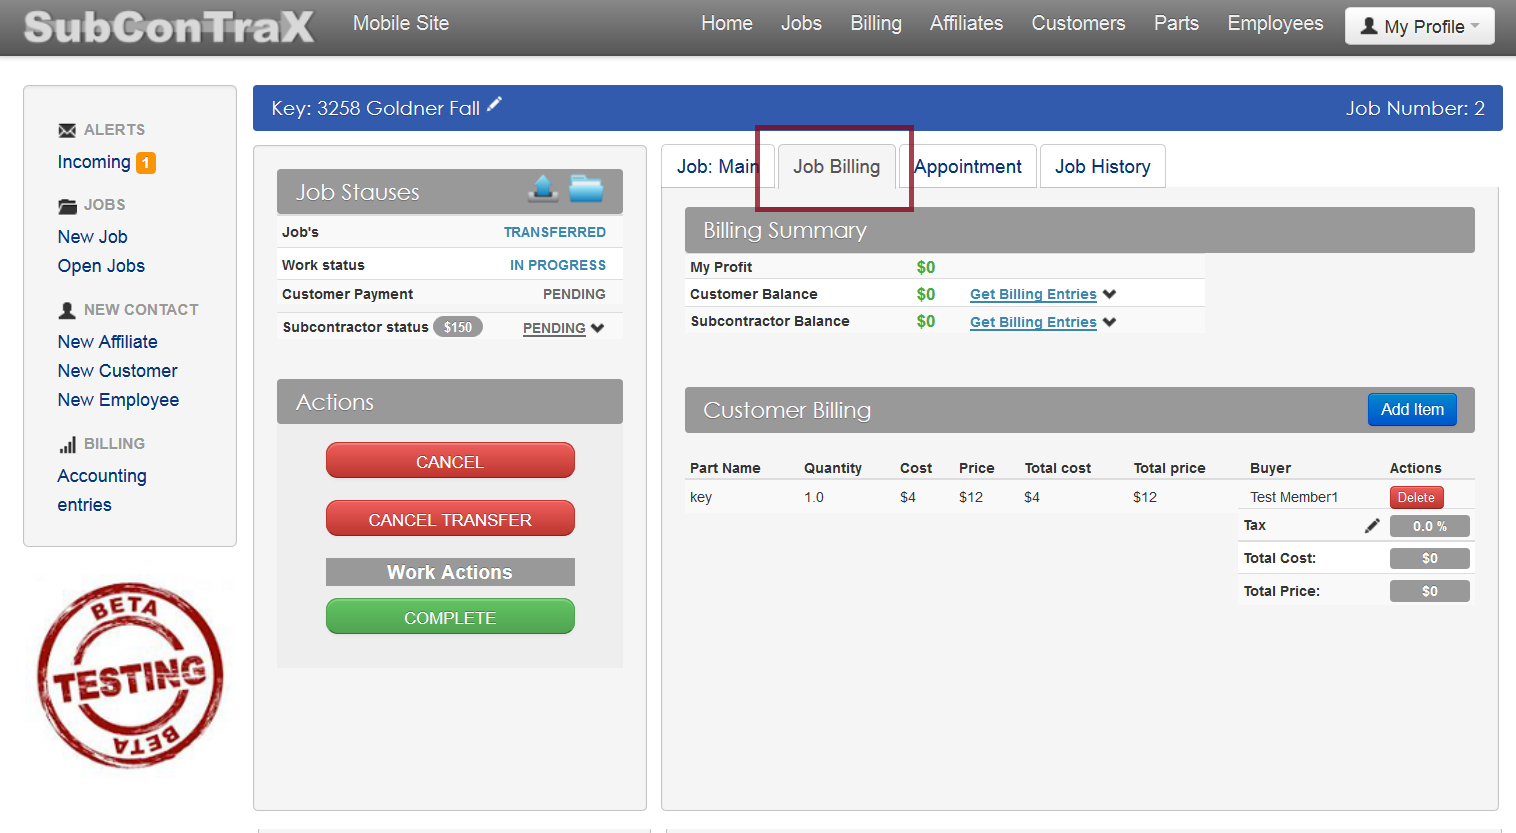 SubConTraX
Mobile Site
Home Jobs Billing Affiliates Customers Parts Employees My Profile
Key: 3258 Goldner Fall
Job Number: 2
ALERTS
Incoming 1
JOBS
New Job
Open Jobs
NEW CONTACT
New Affiliate
New Customer
New Employee
BILLING
Accounting
entries
BETA
TESTING
BETA
Job Stauses
Job's TRANSFERRED
Work status IN PROGRESS
Customer Payment PENDING
Subcontractor status $150 PENDING
Actions
CANCEL
CANCEL TRANSFER
Work Actions
COMPLETE
Job: Main Job Billing Appointment Job History
Billing Summary
My Profit $0
Customer Balance $0 Get Billing Entries
Subcontractor Balance $0 Get Billing Entries
Customer Billing Add Item
Part Name Quantity Cost Price Total cost Total price Buyer Actions
key 1.0 $4 $12 $4 $12 Test Member1 Delete
Tax 0.0 %
Total Cost: $0
Total Price: $0